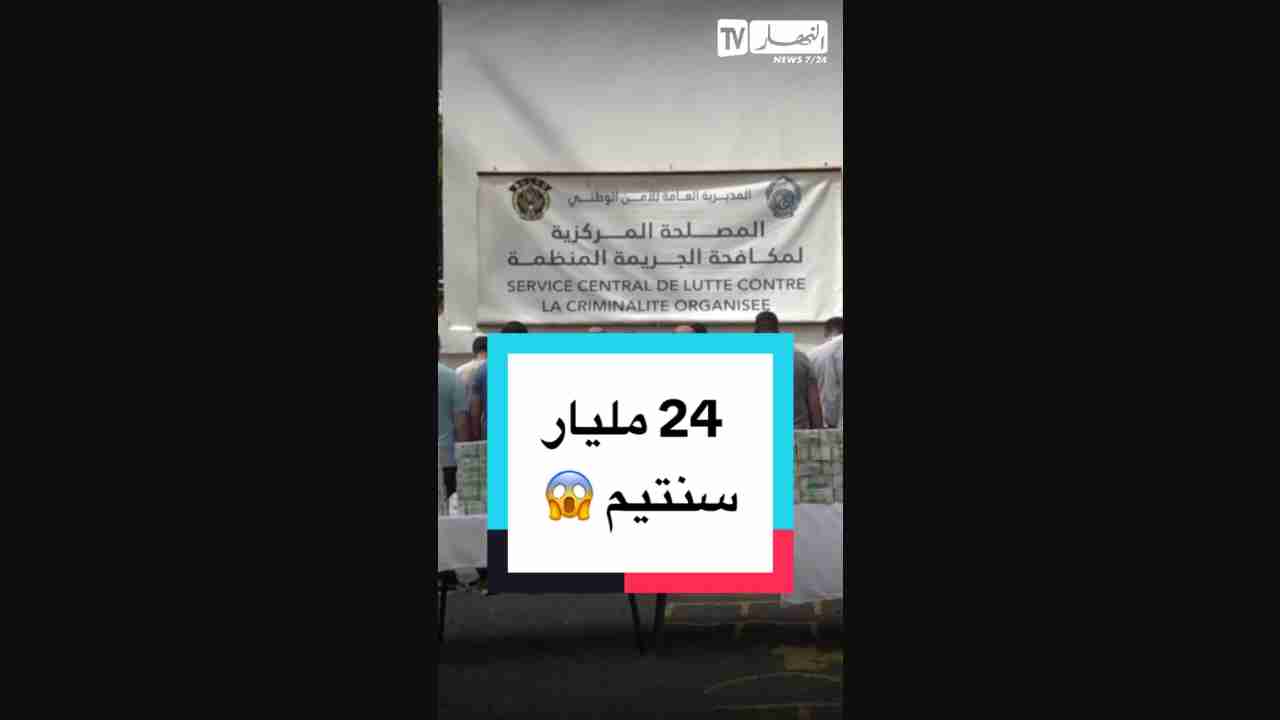 النهار TV
NEWS 7/24
المديرية العامة للأمن الوطني
المصلحة المركزية
لمكافحة الجريمة المنظمة
SERVICE CENTRAL DE LUTTE CONTRE
LA CRIMINALITE ORGANISEE
24 مليار
سنتيم 😱